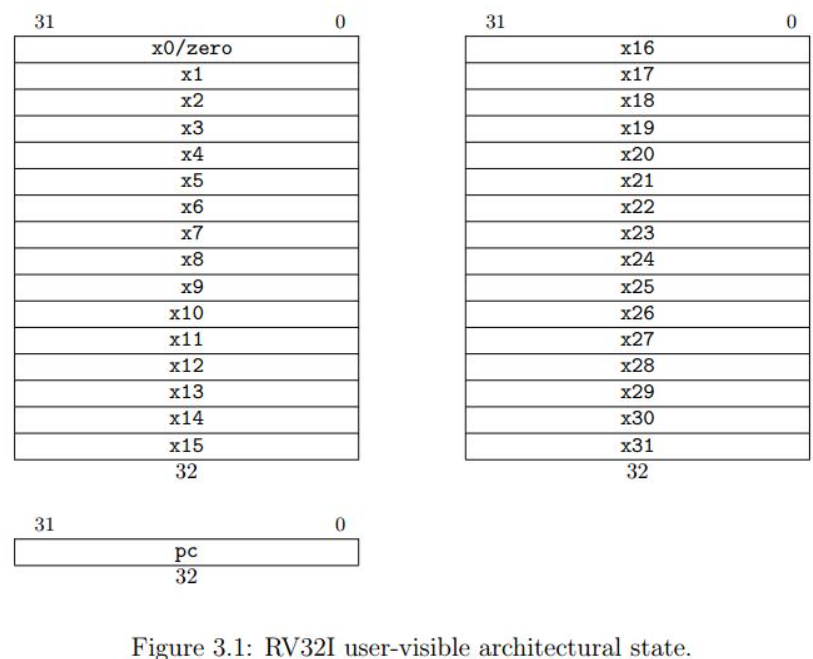 31 0
x0/zero
x1
x2
x3
x4
x5
x6
x7
x8
x9
x10
x11
x12
x13
x14
x15
32
31 0
x16
x17
x18
x19
x20
x21
x22
x23
x24
x25
x26
x27
x28
x29
x30
x31
32
31 0
pc
32
Figure 3.1: RV32I user-visible architectural state.